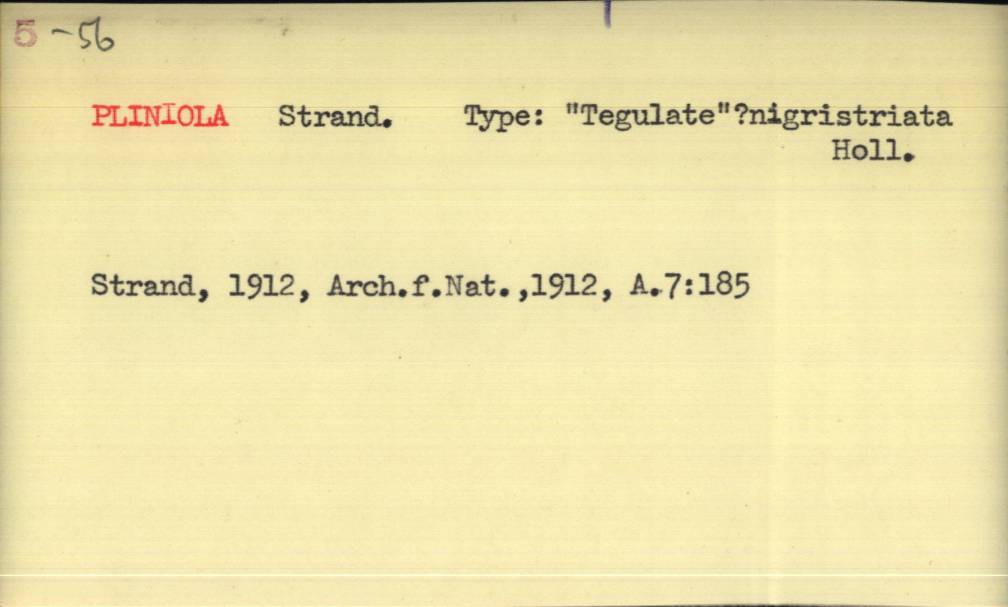 5 -56
PLINIOLA Strand. Type: "Tegulate"?nigristriata
Holl.
Strand, 1912, Arch.f.Nat.,1912, A.7:185